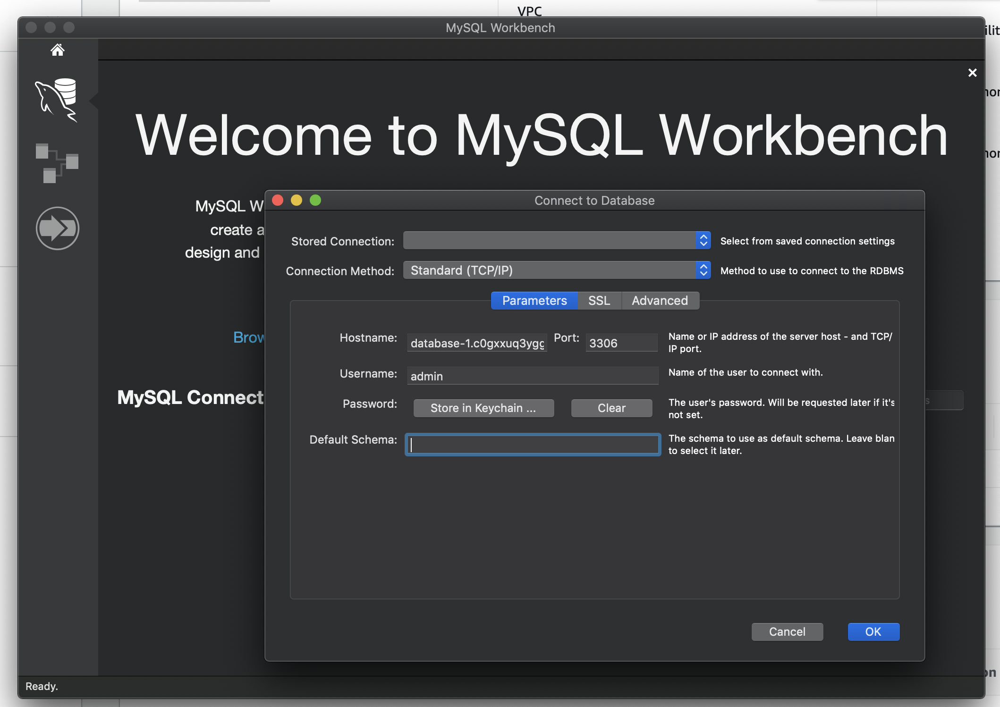 VPC
MySQL Workbench
Welcome to MySQL Workbench
MySQL W
create a
design and
Brow
MySQL Connect
Connect to Database
Stored Connection:
Select from saved connection settings
Connection Method: Standard (TCP/IP)
Method to use to connect to the RDBMS
Parameters SSL Advanced
Hostname: database-1.c0gxxuq3ygg Port: 3306
Name or IP address of the server host - and TCP/
IP port.
Username: admin
Name of the user to connect with.
Password: Store in Keychain ... Clear
The user's password. Will be requested later if it's
not set.
Default Schema:
The schema to use as default schema. Leave blan
to select it later.
Cancel OK
Ready.